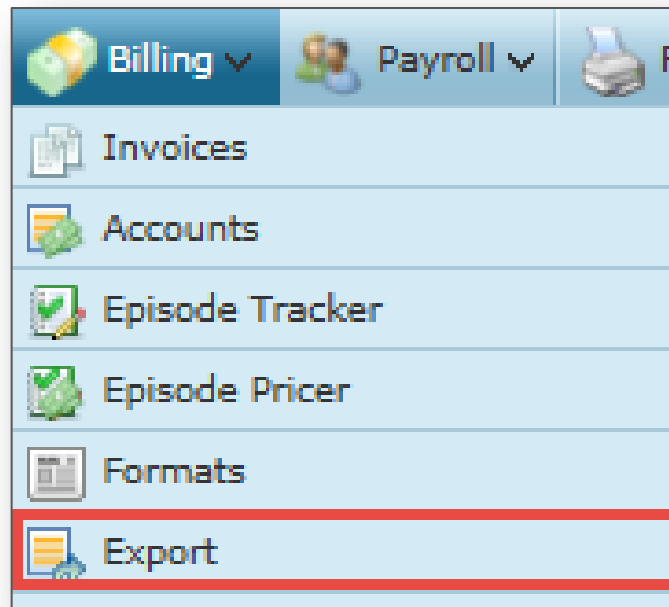 Billing Payroll
Invoices
Accounts
Episode Tracker
Episode Pricer
Formats
Export